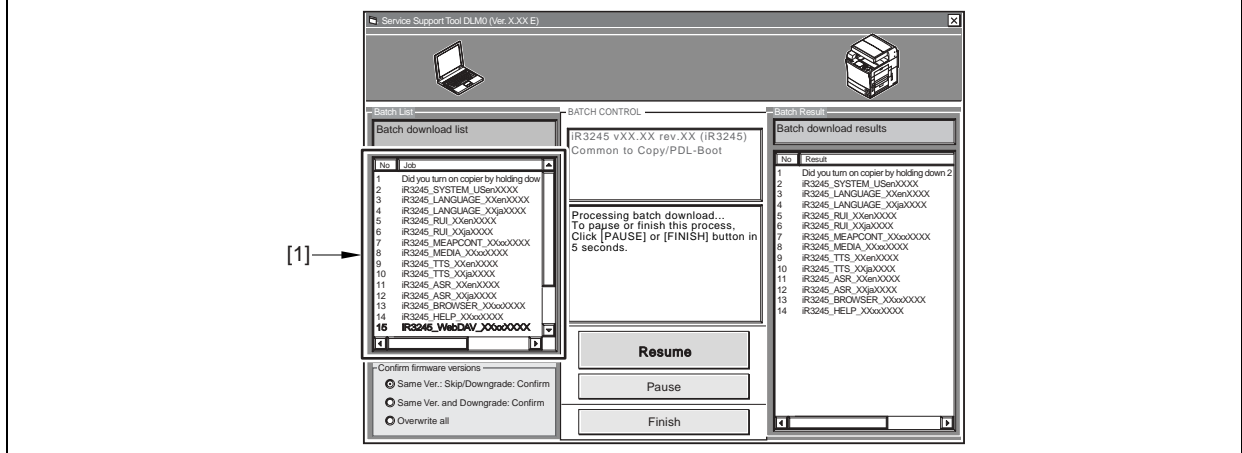 Service Support Tool DLM0 (Ver. X.XX E)
Batch List
Batch download list
No Job
1 Did you turn on copier by holding dow
2 iR3245_SYSTEM_USenXXXX
3 iR3245_LANGUAGE_XXenXXXX
4 iR3245_LANGUAGE_XXjaXXXX
5 iR3245_RUI_XXenXXXX
6 iR3245_RUI_XXjaXXXX
7 iR3245_MEAPCONT_XXxxXXXX
8 iR3245_MEDIA_XXxxXXXX
9 iR3245_TTS_XXenXXXX
10 iR3245_TTS_XXjaXXXX
11 iR3245_ASR_XXenXXXX
12 iR3245_ASR_XXjaXXXX
13 iR3245_BROWSER_XXxxXXXX
14 iR3245_HELP_XXxxXXXX
15 iR3245_WebDAV_XXxxXXXX
[1]
Confirm firmware versions
Same Ver.: Skip/Downgrade: Confirm
Same Ver. and Downgrade: Confirm
Overwrite all
BATCH CONTROL
iR3245 vXX.XX rev.XX (iR3245)
Common to Copy/PDL-Boot
Processing batch download...
To pause or finish this process,
Click [PAUSE] or [FINISH] button in
5 seconds.
Resume
Pause
Finish
Batch Result
Batch download results
No Result
1 Did you turn on copier by holding down 2
2 iR3245_SYSTEM_USenXXXX
3 iR3245_LANGUAGE_XXenXXXX
4 iR3245_LANGUAGE_XXjaXXXX
5 iR3245_RUI_XXenXXXX
6 iR3245_RUI_XXjaXXXX
7 iR3245_MEAPCONT_XXxxXXXX
8 iR3245_MEDIA_XXxxXXXX
9 iR3245_TTS_XXenXXXX
10 iR3245_TTS_XXjaXXXX
11 iR3245_ASR_XXenXXXX
12 iR3245_ASR_XXjaXXXX
13 iR3245_BROWSER_XXxxXXXX
14 iR3245_HELP_XXxxXXXX